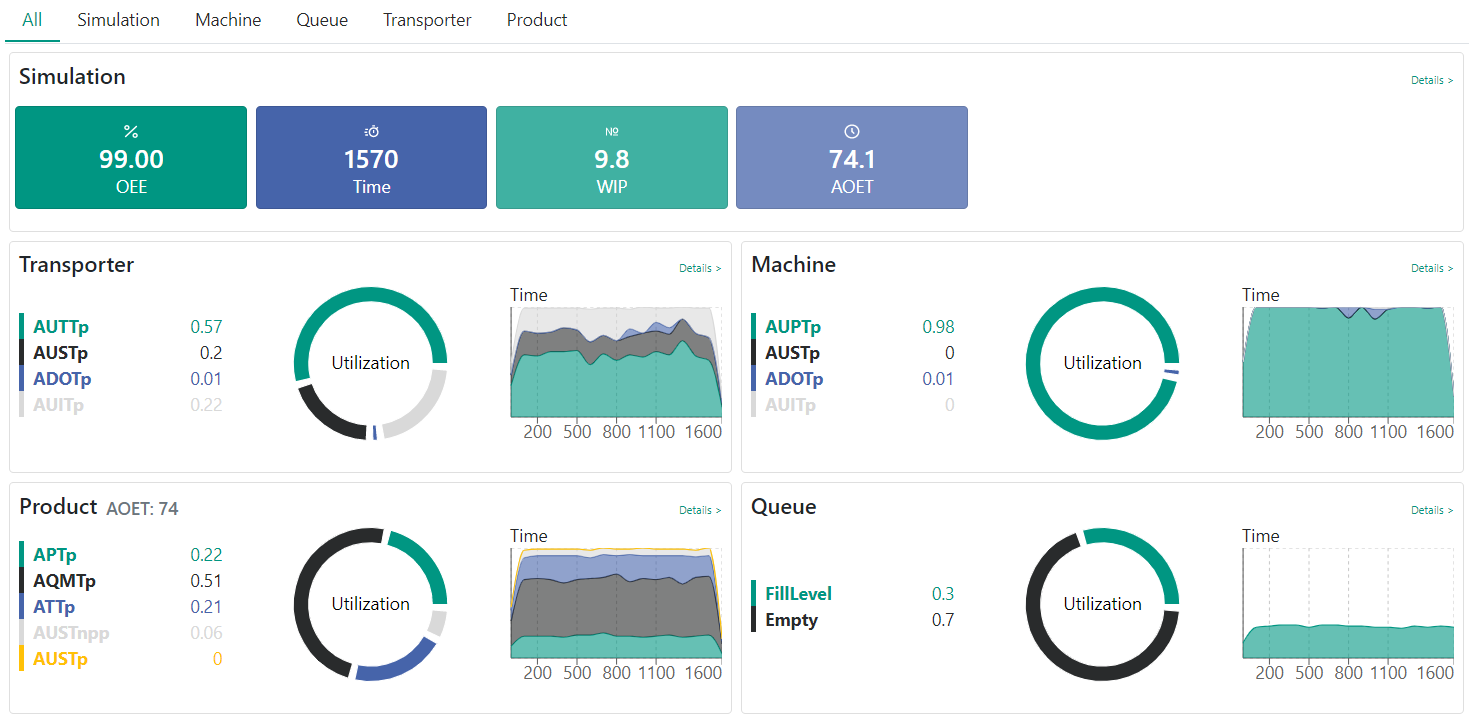 All Simulation Machine Queue Transporter Product
Simulation Details >
% Nº
99.00 1570 9.8 74.1
OEE Time WIP AOET
Transporter Details >
AUTTp 0.57
AUSTp 0.2
ADOTp 0.01
AUITp 0.22
Utilization
Time
200 500 800 1100 1600
Machine Details >
AUPTp 0.98
AUSTp 0
ADOTp 0.01
AUITp 0
Utilization
Time
200 500 800 1100 1600
Product AOET: 74 Details >
APTp 0.22
AQMTp 0.51
ATTp 0.21
AUSTnpp 0.06
AUSTp 0
Utilization
Time
200 500 800 1100 1600
Queue Details >
FillLevel 0.3
Empty 0.7
Utilization
Time
200 500 800 1100 1600